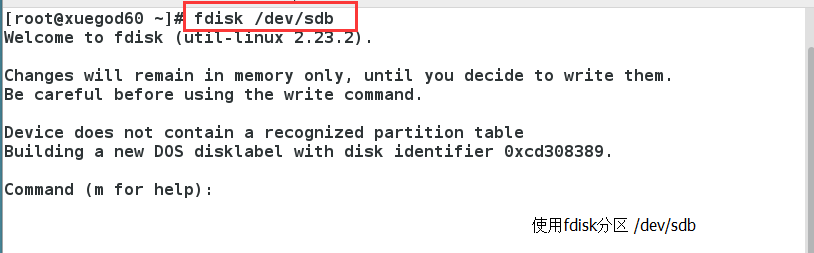 [root@xuegod60 ~]# fdisk /dev/sdb
Welcome to fdisk (util-linux 2.23.2).
Changes will remain in memory only, until you decide to write them.
Be careful before using the write command.
Device does not contain a recognized partition table
Building a new DOS disklabel with disk identifier 0xcd308389.
Command (m for help):
使用fdisk分区 /dev/sdb